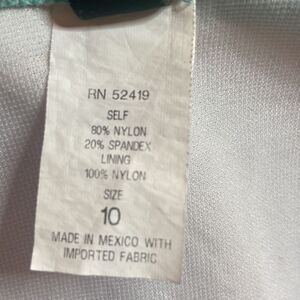 RN 52419
SELF
80% NYLON
20% SPANDEX
LINING
100% NYLON
SIZE
10
MADE IN MEXICO WITH
IMPORTED FABRIC